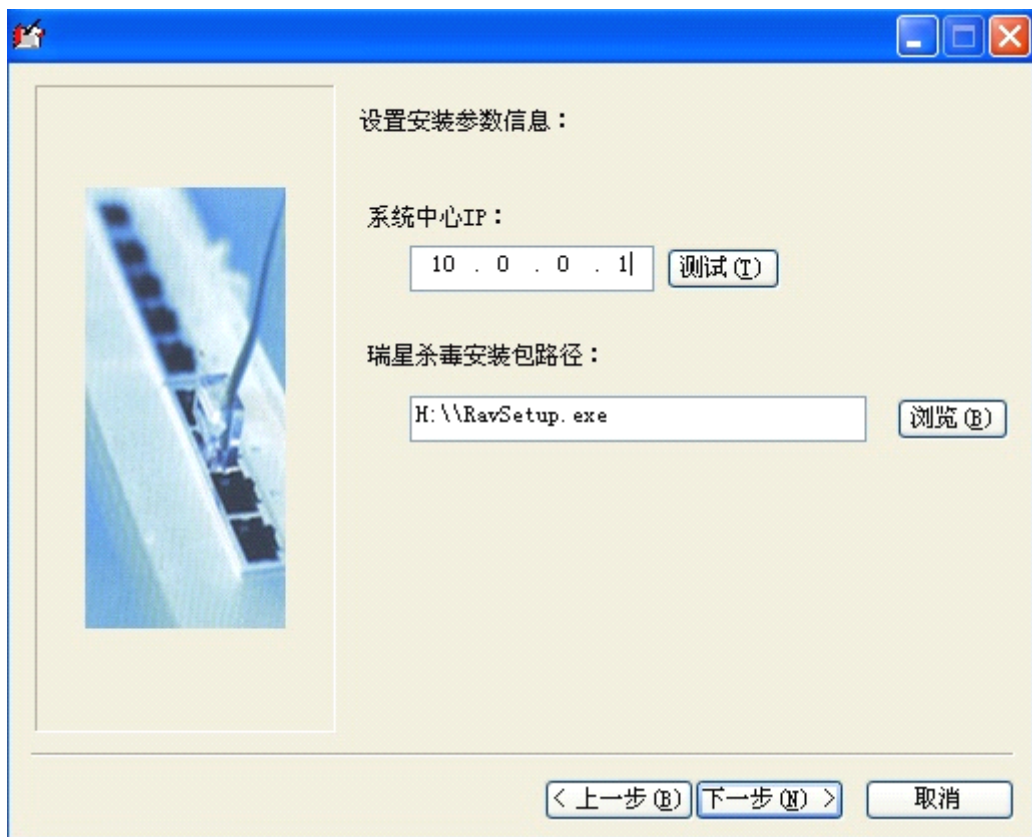 设置安装参数信息：
系统中心IP：
10 . 0 . 0 . 1 测试(T)
瑞星杀毒安装包路径：
H:\\RavSetup.exe 浏览(B)
< 上一步(B) 下一步(N) > 取消